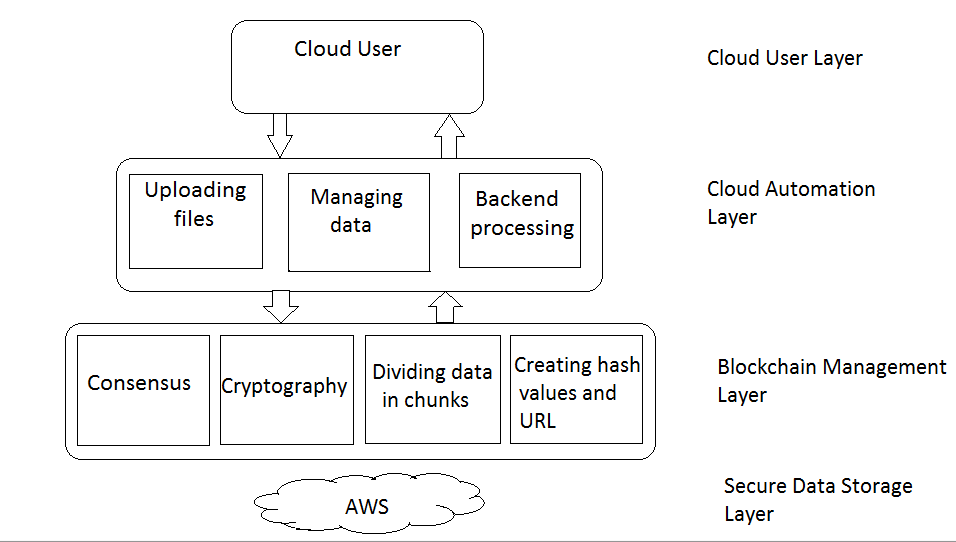 Cloud User
Cloud User Layer
Uploading
files
Managing
data
Backend
processing
Cloud Automation
Layer
Consensus
Cryptography
Dividing data
in chunks
Creating hash
values and
URL
Blockchain Management
Layer
AWS
Secure Data Storage
Layer